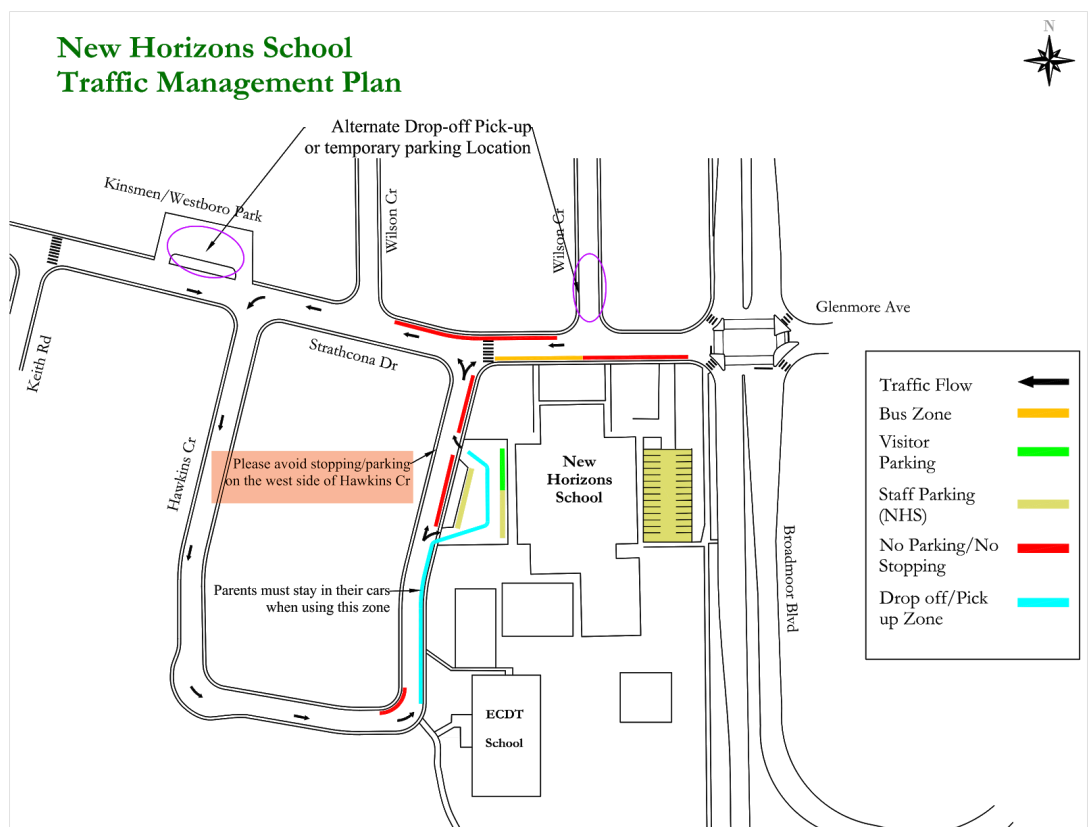 N
New Horizons School
Traffic Management Plan
Alternate Drop-off Pick-up
or temporary parking Location
Kinsmen/Westboro Park
Wilson Cr
Wilson Cr
Glenmore Ave
Keith Rd
Strathcona Dr
Hawkins Cr
Please avoid stopping/parking
on the west side of Hawkins Cr
New
Horizons
School
Parents must stay in their cars
when using this zone
ECDT
School
Broadmoor Blvd
Traffic Flow
Bus Zone
Visitor
Parking
Staff Parking
(NHS)
No Parking/No
Stopping
Drop off/Pick
up Zone